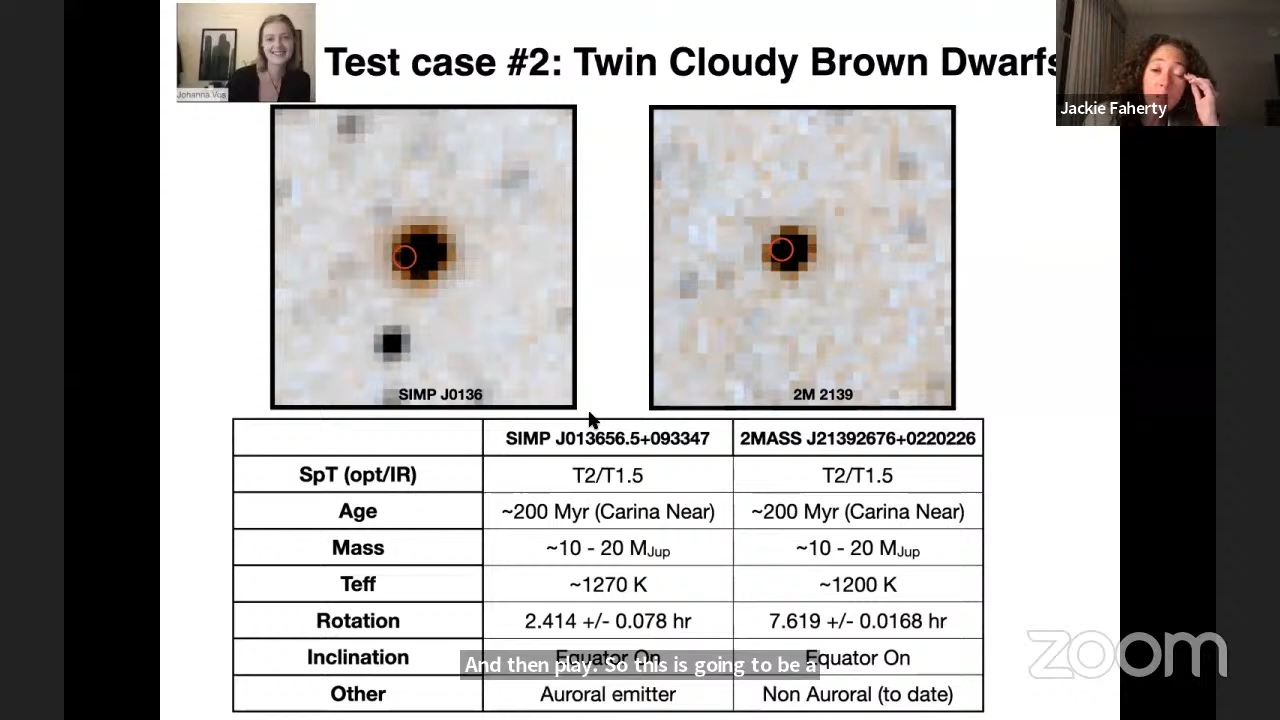 Test case #2: Twin Cloudy Brown Dwarfs
Johanna Vos
Jackie Faherty
SIMP J0136
2M 2139
SIMP J013656.5+093347 2MASS J21392676+0220226
SpT (opt/IR) T2/T1.5 T2/T1.5
Age ~200 Myr (Carina Near) ~200 Myr (Carina Near)
Mass ~10 - 20 MJup ~10 - 20 MJup
Teff ~1270 K ~1200 K
Rotation 2.414 +/- 0.078 hr 7.619 +/- 0.0168 hr
Inclination Equator On Equator On
And then play. So this is going to be a
Other Auroral emitter Non Auroral (to date)
zoom